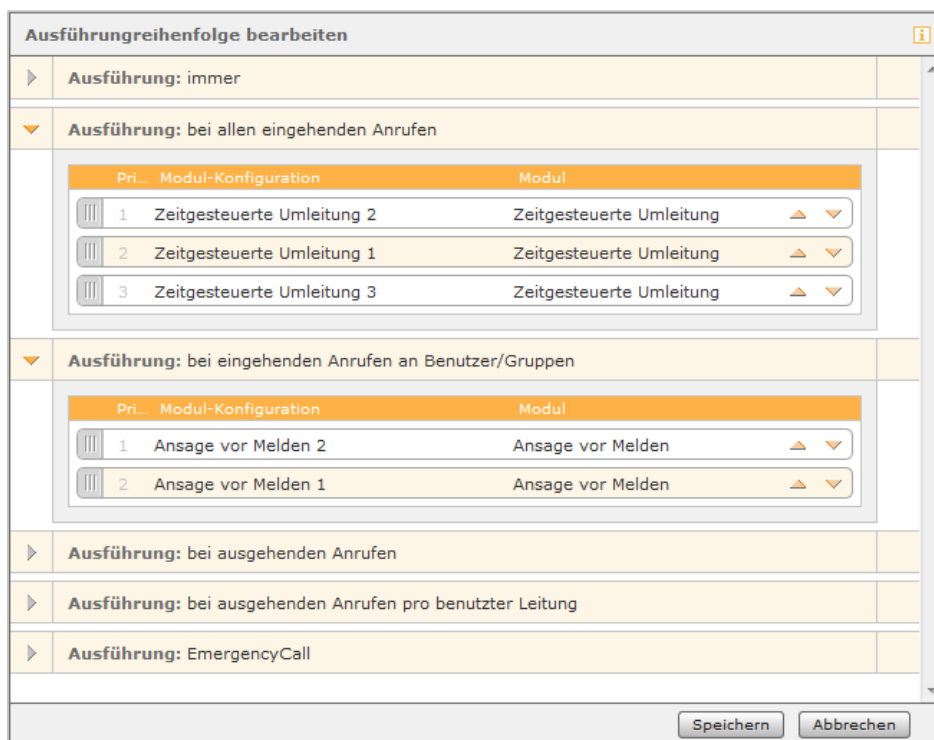 Ausführungreihenfolge bearbeiten
Ausführung: immer
Ausführung: bei allen eingehenden Anrufen
Pri... Modul-Konfiguration Modul
1 Zeitgesteuerte Umleitung 2 Zeitgesteuerte Umleitung
2 Zeitgesteuerte Umleitung 1 Zeitgesteuerte Umleitung
3 Zeitgesteuerte Umleitung 3 Zeitgesteuerte Umleitung
Ausführung: bei eingehenden Anrufen an Benutzer/Gruppen
Pri... Modul-Konfiguration Modul
1 Ansage vor Melden 2 Ansage vor Melden
2 Ansage vor Melden 1 Ansage vor Melden
Ausführung: bei ausgehenden Anrufen
Ausführung: bei ausgehenden Anrufen pro benutzter Leitung
Ausführung: EmergencyCall
Speichern Abbrechen